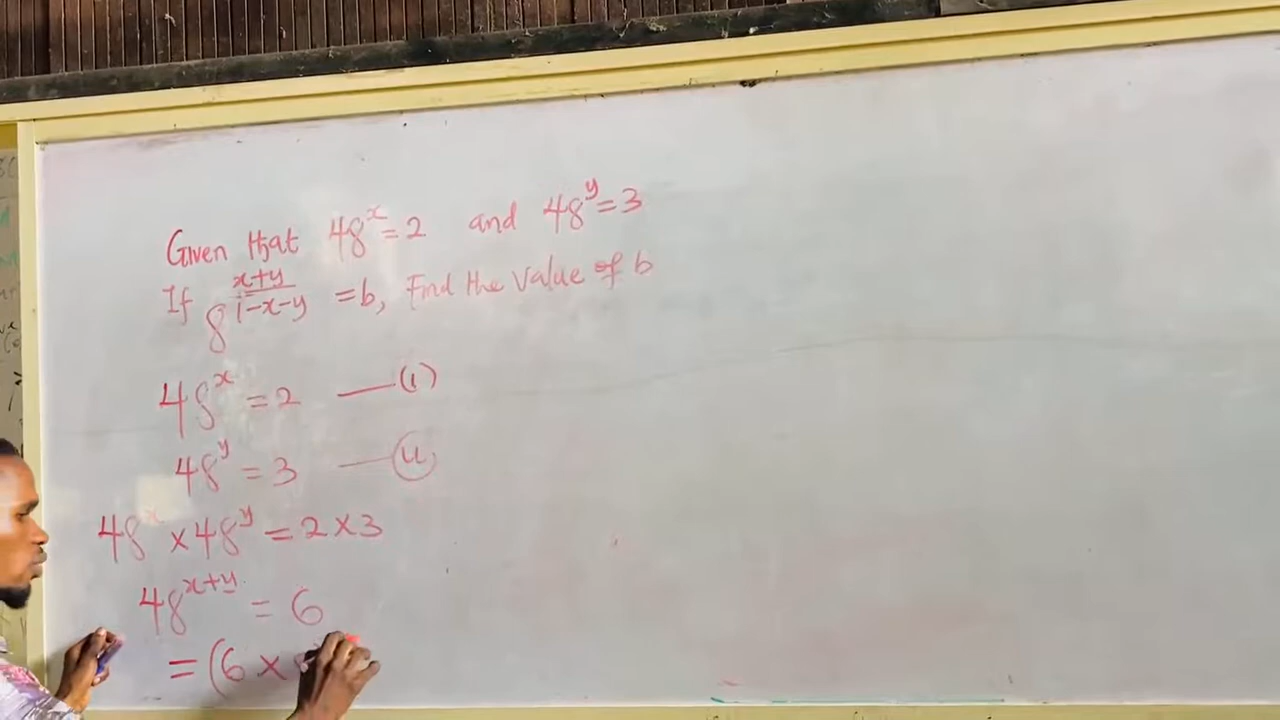 Given that 48^x = 2 and 48^y = 3
If 8^((x+y)/(1-x-y)) = b, Find the value of b
48^x = 2 —(i)
48^y = 3 —(ii)
48^x × 48^y = 2 × 3
48^(x+y) = 6
= (6 ×